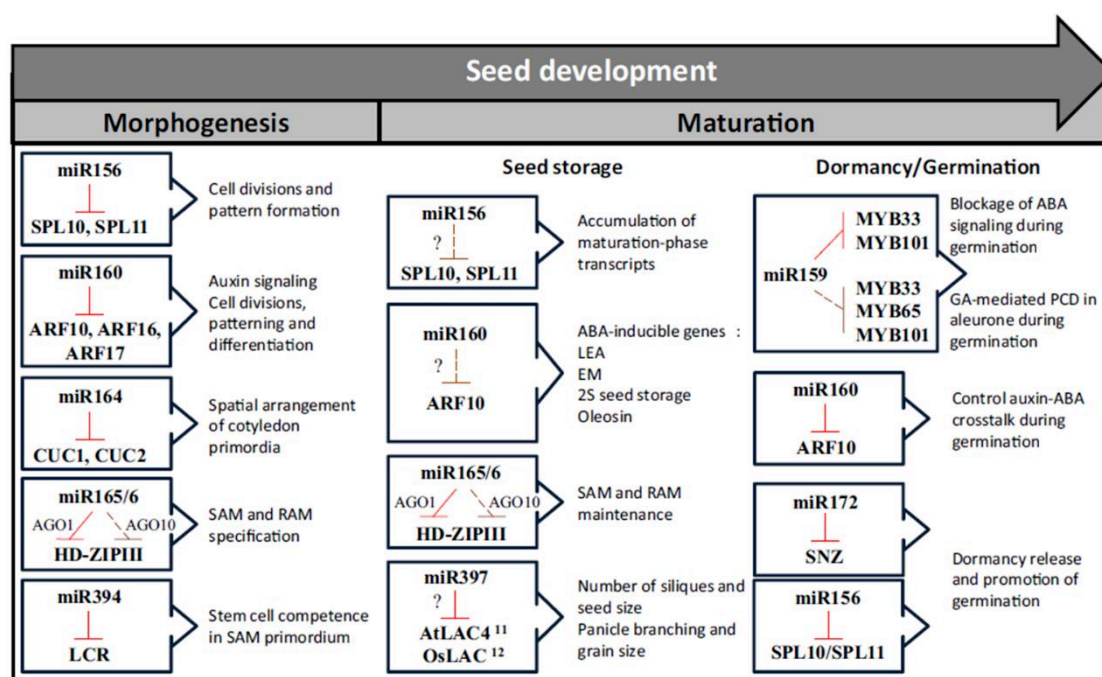 Seed development
Morphogenesis
Maturation
miR156
SPL10, SPL11
Cell divisions and
pattern formation
miR160
ARF10, ARF16,
ARF17
Auxin signaling
Cell divisions,
patterning and
differentiation
miR164
CUC1, CUC2
Spatial arrangement
of cotyledon
primordia
miR165/6
AGO1 AGO10
HD-ZIPIII
SAM and RAM
specification
miR394
LCR
Stem cell competence
in SAM primordium
Seed storage
miR156
?
SPL10, SPL11
Accumulation of
maturation-phase
transcripts
miR160
?
ARF10
ABA-inducible genes :
LEA
EM
2S seed storage
Oleosin
miR165/6
AGO1 AGO10
HD-ZIPIII
SAM and RAM
maintenance
miR397
?
AtLAC4 11
OsLAC 12
Number of siliques and
seed size
Panicle branching and
grain size
Dormancy/Germination
miR159
MYB33
MYB101
MYB33
MYB65
MYB101
Blockage of ABA
signaling during
germination
GA-mediated PCD in
aleurone during
germination
miR160
ARF10
Control auxin-ABA
crosstalk during
germination
miR172
SNZ
miR156
SPL10/SPL11
Dormancy release
and promotion of
germination